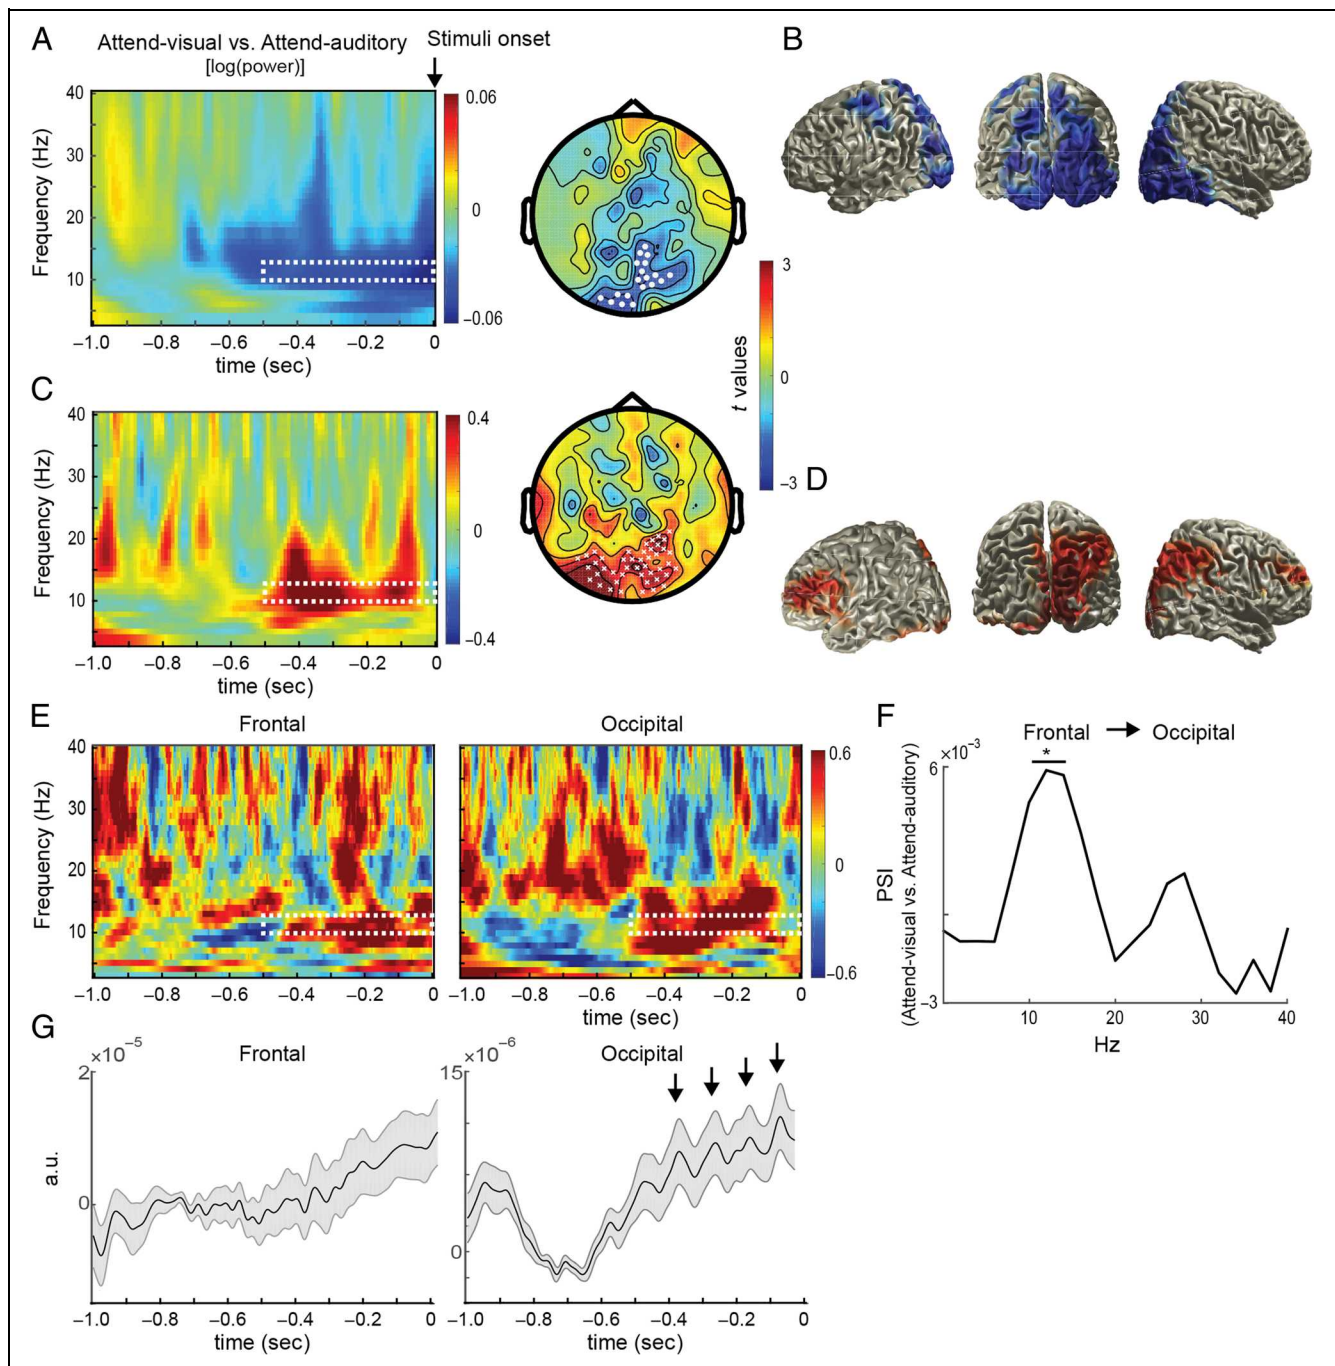 A
Attend-visual vs. Attend-auditory
[log(power)]
Stimuli onset
B
Frequency (Hz)
40
30
20
10
−1.0 −0.8 −0.6 −0.4 −0.2 0
time (sec)
0.06
0
−0.06
t values
3
0
−3
C
Frequency (Hz)
40
30
20
10
−1.0 −0.8 −0.6 −0.4 −0.2 0
time (sec)
0.4
0
−0.4
D
E
Frontal
Occipital
Frequency (Hz)
40
30
20
10
−1.0 −0.8 −0.6 −0.4 −0.2 0
time (sec)
−1.0 −0.8 −0.6 −0.4 −0.2 0
time (sec)
0.6
0
−0.6
F
Frontal → Occipital
*
×10−3
6
−3
PSI
(Attend-visual vs. Attend-auditory)
10 20 30 40
Hz
G
×10−5
Frontal
2
0
a.u.
−1.0 −0.8 −0.6 −0.4 −0.2 0
time (sec)
×10−6
Occipital
15
0
−1.0 −0.8 −0.6 −0.4 −0.2 0
time (sec)